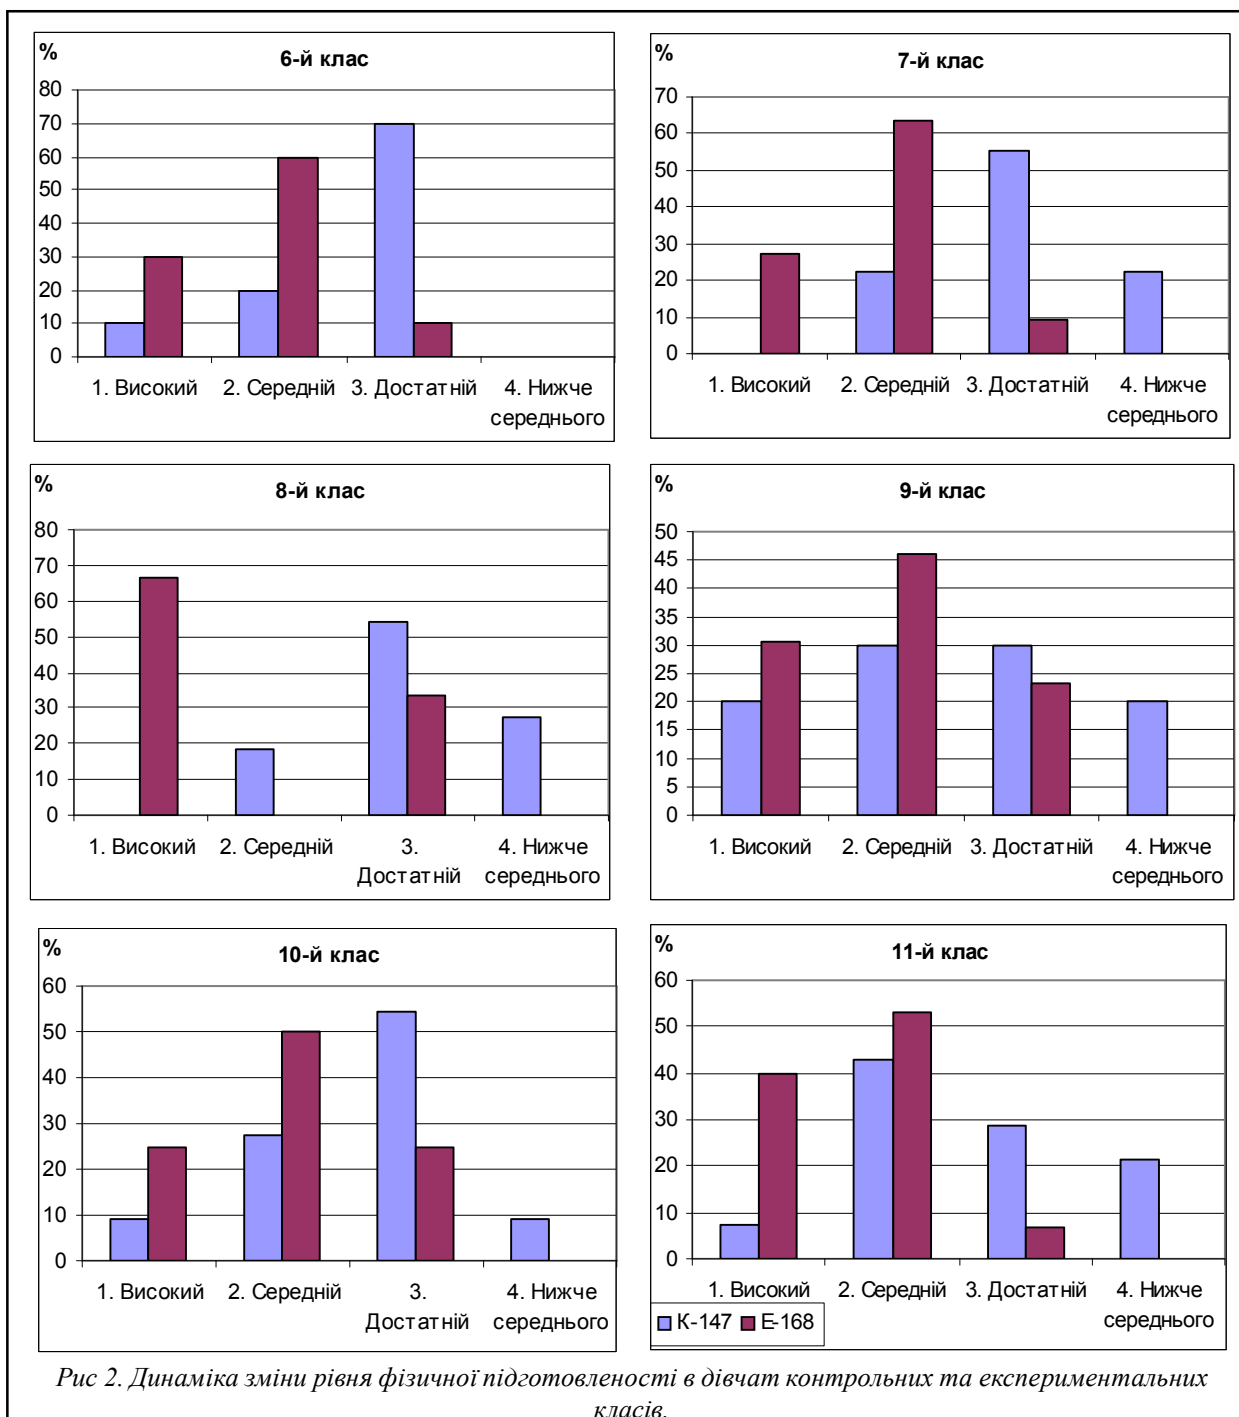 %
6-й клас
80
70
60
50
40
30
20
10
0
1. Високий
2. Середній
3. Достатній
4. Нижче
середнього
%
7-й клас
70
60
50
40
30
20
10
0
1. Високий
2. Середній
3. Достатній
4. Нижче
середнього
%
8-й клас
80
70
60
50
40
30
20
10
0
1. Високий
2. Середній
3.
Достатній
4. Нижче
середнього
%
9-й клас
50
45
40
35
30
25
20
15
10
5
0
1. Високий
2. Середній
3. Достатній
4. Нижче
середнього
%
10-й клас
60
50
40
30
20
10
0
1. Високий
2. Середній
3.
Достатній
4. Нижче
середнього
%
11-й клас
60
50
40
30
20
10
0
1. Високий
2. Середній
3. Достатній
4. Нижче
середнього
К-147 Е-168
Рис 2. Динаміка зміни рівня фізичної підготовленості в дівчат контрольних та експериментальних
класів.